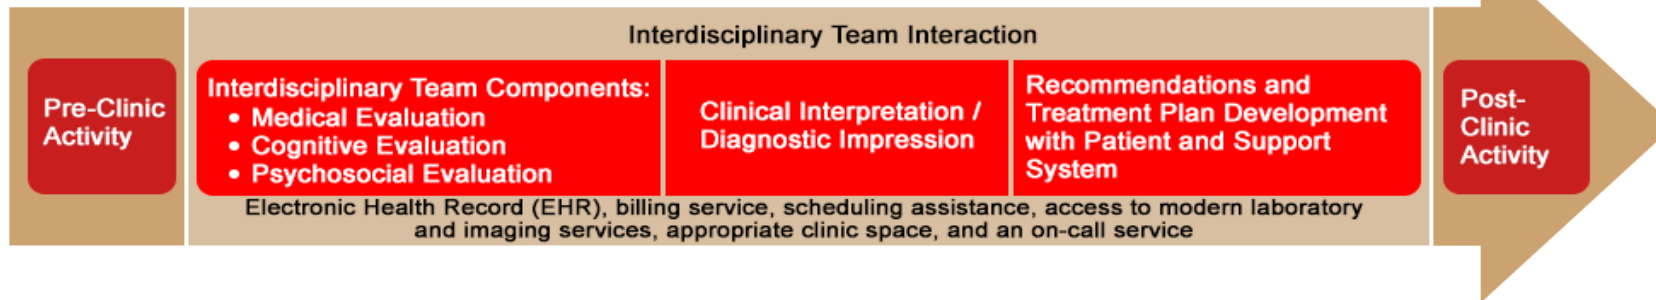 Interdisciplinary Team Interaction
Pre-Clinic
Activity
Interdisciplinary Team Components:
• Medical Evaluation
• Cognitive Evaluation
• Psychosocial Evaluation
Clinical Interpretation /
Diagnostic Impression
Recommendations and
Treatment Plan Development
with Patient and Support
System
Post-
Clinic
Activity
Electronic Health Record (EHR), billing service, scheduling assistance, access to modern laboratory
and imaging services, appropriate clinic space, and an on-call service